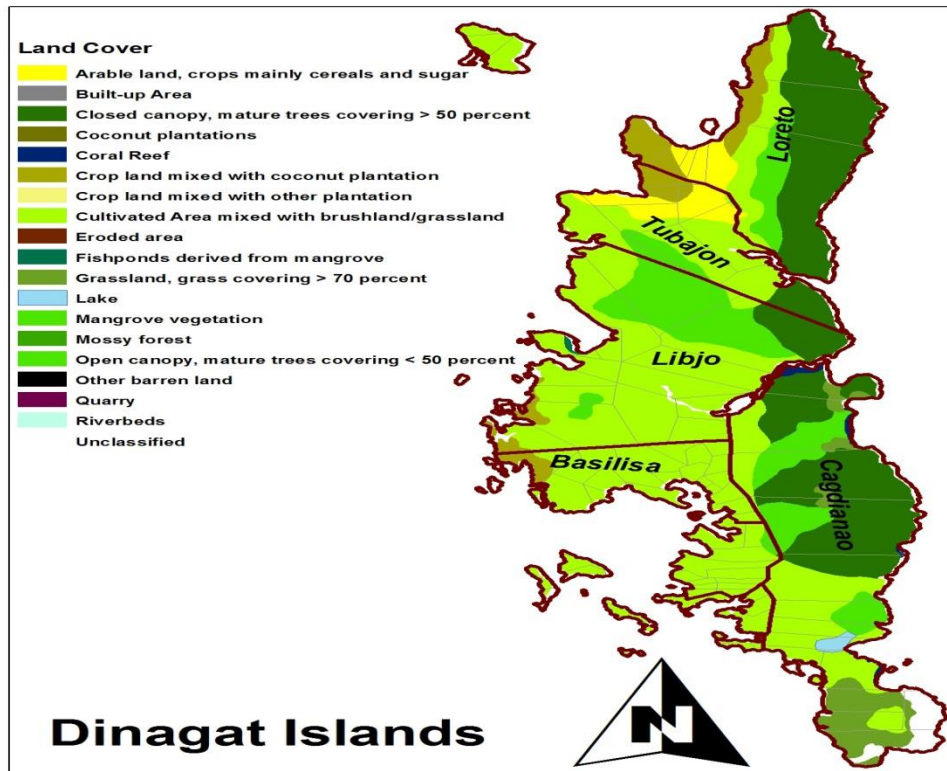 Land Cover
Arable land, crops mainly cereals and sugar
Built-up Area
Closed canopy, mature trees covering > 50 percent
Coconut plantations
Coral Reef
Crop land mixed with coconut plantation
Crop land mixed with other plantation
Cultivated Area mixed with brushland/grassland
Eroded area
Fishponds derived from mangrove
Grassland, grass covering > 70 percent
Lake
Mangrove vegetation
Mossy forest
Open canopy, mature trees covering < 50 percent
Other barren land
Quarry
Riverbeds
Unclassified
Loreto
Tubajon
Libjo
Basilisa
Cagdianao
Dinagat Islands
N